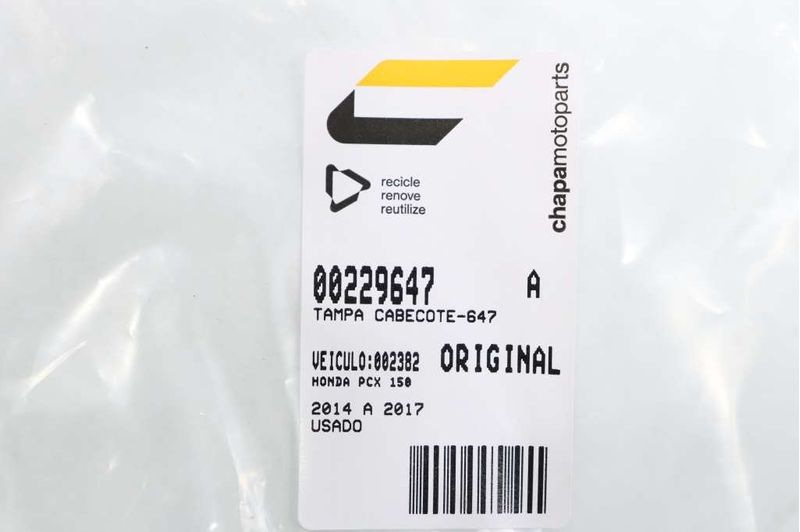 chapamotoparts
recicle
renove
reutilize
00229647 A
TAMPA CABECOTE-647
VEICULO:002382 ORIGINAL
HONDA PCX 150
2014 A 2017
USADO